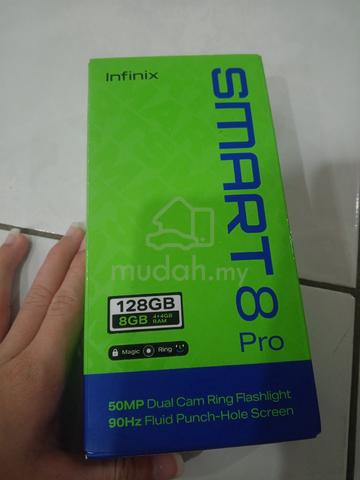 Infinix
SMART 8
Pro
mudah.my
128GB
8GB 4+4GB RAM
Magic Ring
50MP Dual Cam Ring Flashlight
90Hz Fluid Punch-Hole Screen